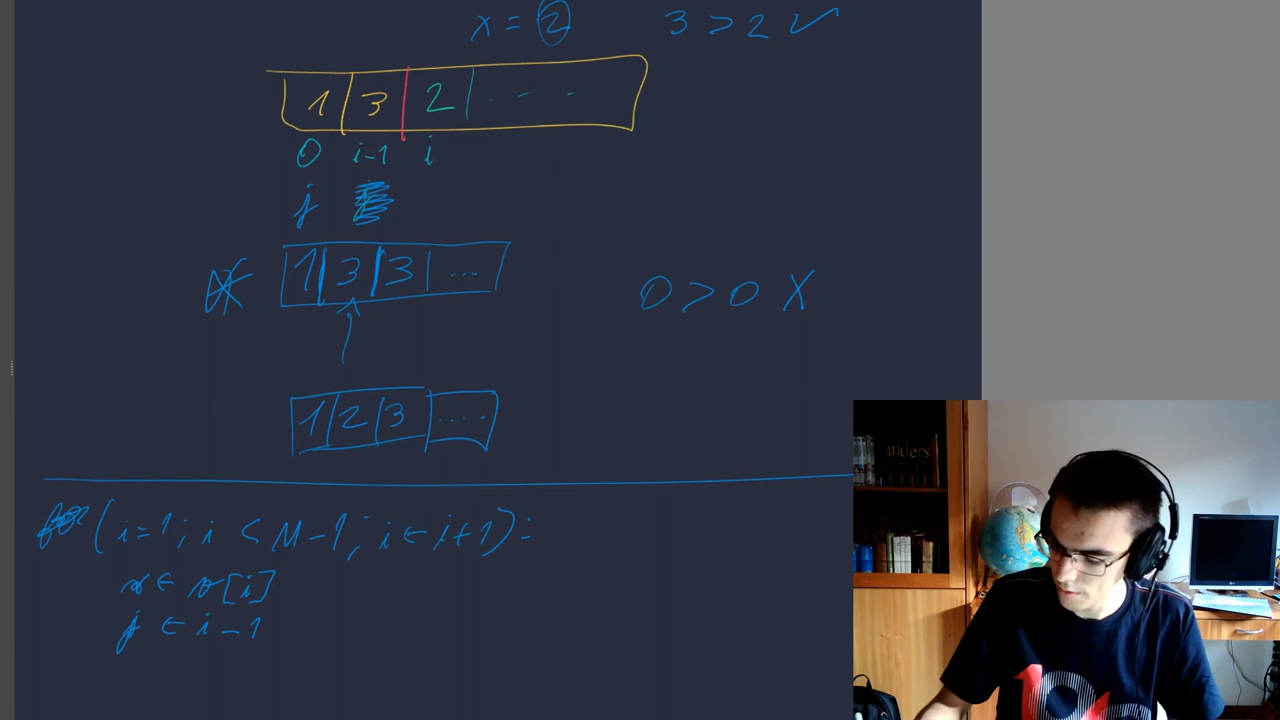 x = 2 3 > 2 ✓
1 3 2 . - -
0 i-1 i
j
1 3 3 ...
0 > 0 X
1 2 3 ....
for (i=1; i < M-1; i ← i+1):
x ← v[i]
j ← i - 1
anders